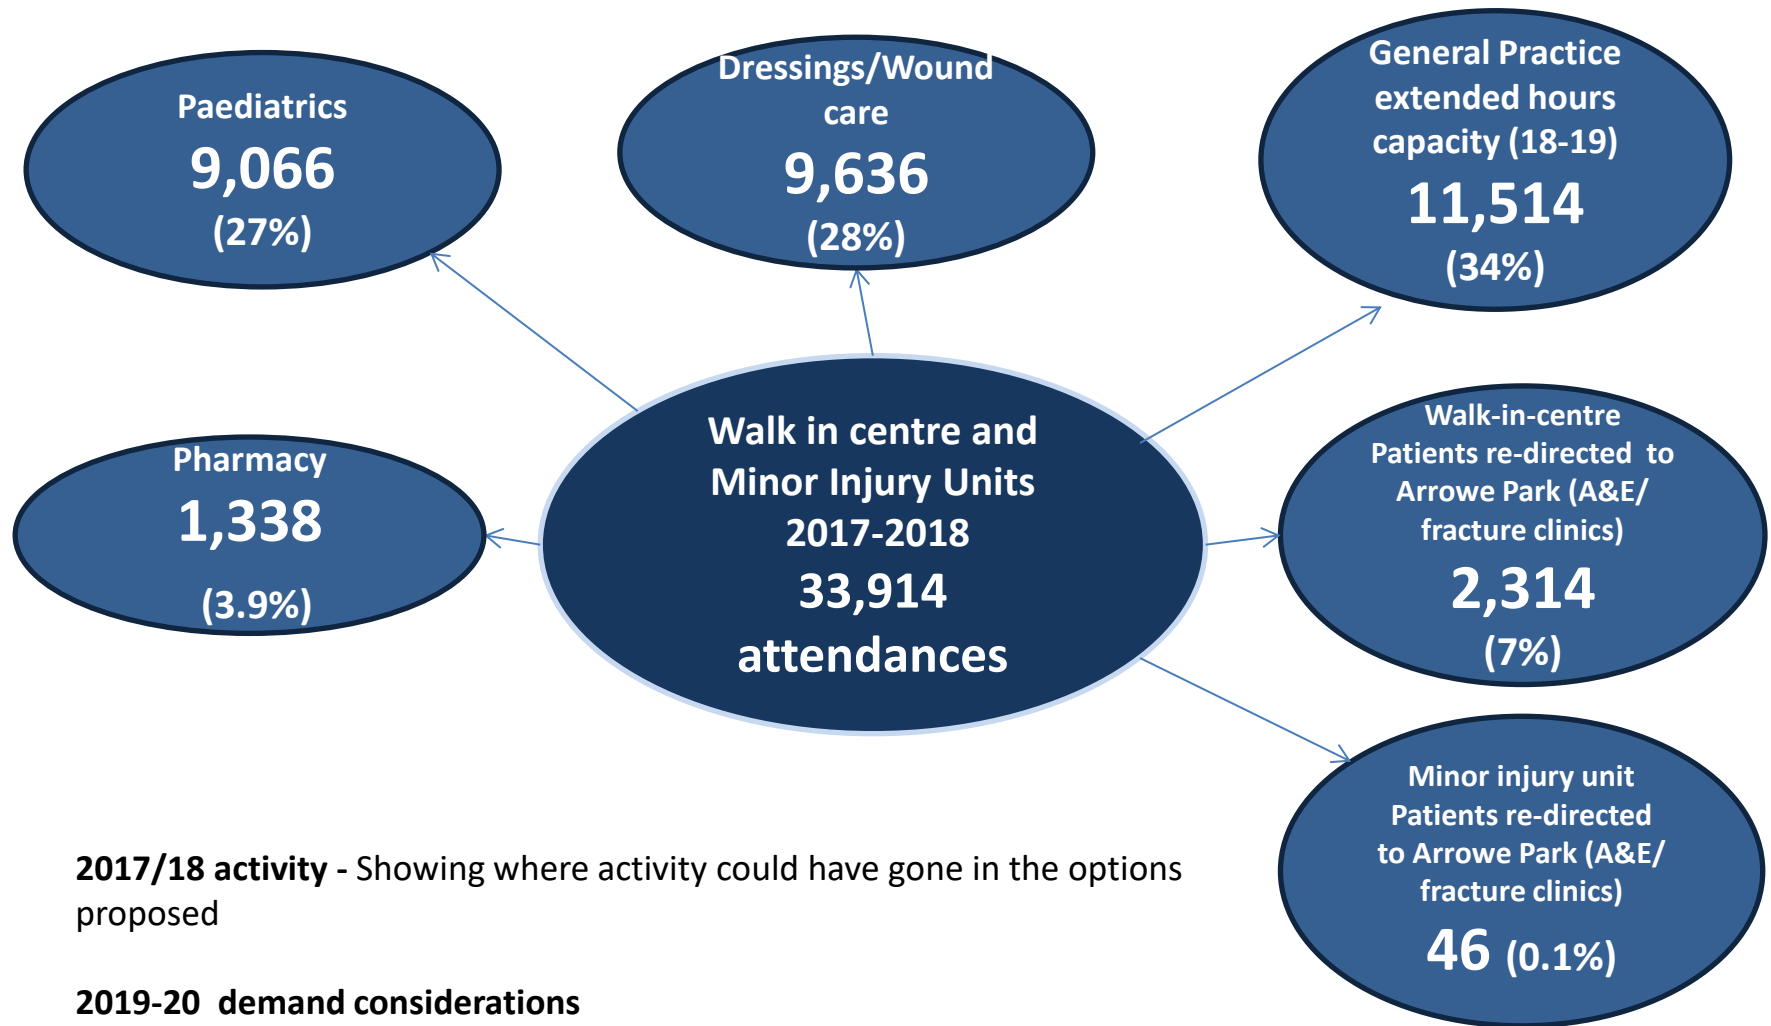 Paediatrics
9,066
(27%)
Dressings/Wound
care
9,636
(28%)
General Practice
extended hours
capacity (18-19)
11,514
(34%)
Pharmacy
1,338
(3.9%)
Walk in centre and
Minor Injury Units
2017-2018
33,914
attendances
Walk-in-centre
Patients re-directed to
Arrowe Park (A&E/
fracture clinics)
2,314
(7%)
Minor injury unit
Patients re-directed
to Arrowe Park (A&E/
fracture clinics)
46 (0.1%)
2017/18 activity - Showing where activity could have gone in the options
proposed
2019-20 demand considerations